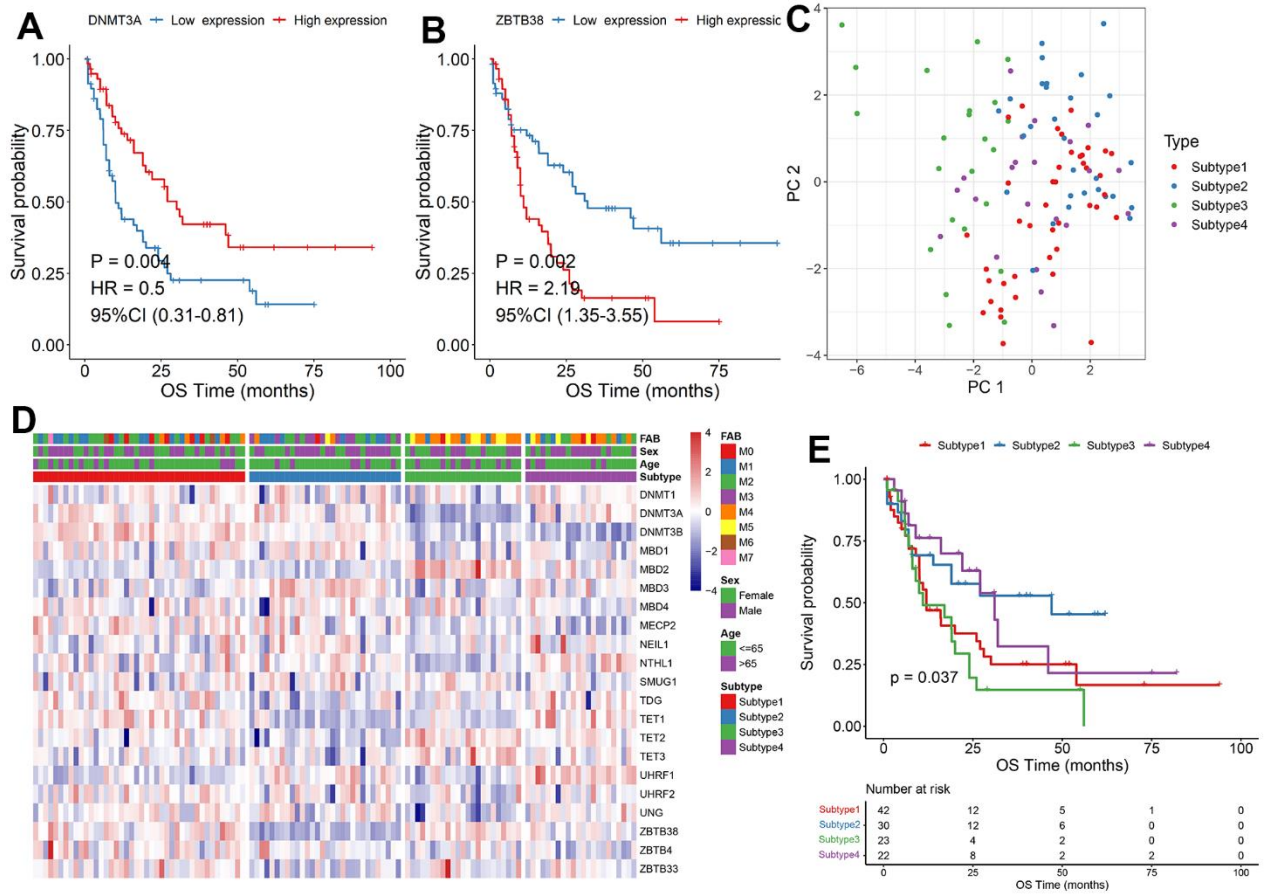 A
DNMT3A Low expression High expression
Survival probability
1.00
0.75
0.50
0.25
0.00
P = 0.004
HR = 0.5
95%CI (0.31-0.81)
0 25 50 75 100
OS Time (months)
B
ZBTB38 Low expression High expressic
Survival probability
1.00
0.75
0.50
0.25
0.00
P = 0.002
HR = 2.19
95%CI (1.35-3.55)
0 25 50 75
OS Time (months)
C
PC 2
4
2
0
−2
−4
−6 −4 −2 0 2
PC 1
Type
Subtype1
Subtype2
Subtype3
Subtype4
D
FAB
Sex
Age
Subtype
DNMT1
DNMT3A
DNMT3B
MBD1
MBD2
MBD3
MBD4
MECP2
NEIL1
NTHL1
SMUG1
TDG
TET1
TET2
TET3
UHRF1
UHRF2
UNG
ZBTB38
ZBTB4
ZBTB33
4
2
0
−2
−4
FAB
M0
M1
M2
M3
M4
M5
M6
M7
Sex
Female
Male
Age
<=65
>65
Subtype
Subtype1
Subtype2
Subtype3
Subtype4
E
Subtype1 Subtype2 Subtype3 Subtype4
Survival probability
1.00
0.75
0.50
0.25
0.00
p = 0.037
0 25 50 75 100
OS Time (months)
Number at risk
Subtype1 42 12 5 1 0
Subtype2 30 12 6 0 0
Subtype3 23 4 2 0 0
Subtype4 22 8 2 2 0
0 25 50 75 100
OS Time (months)